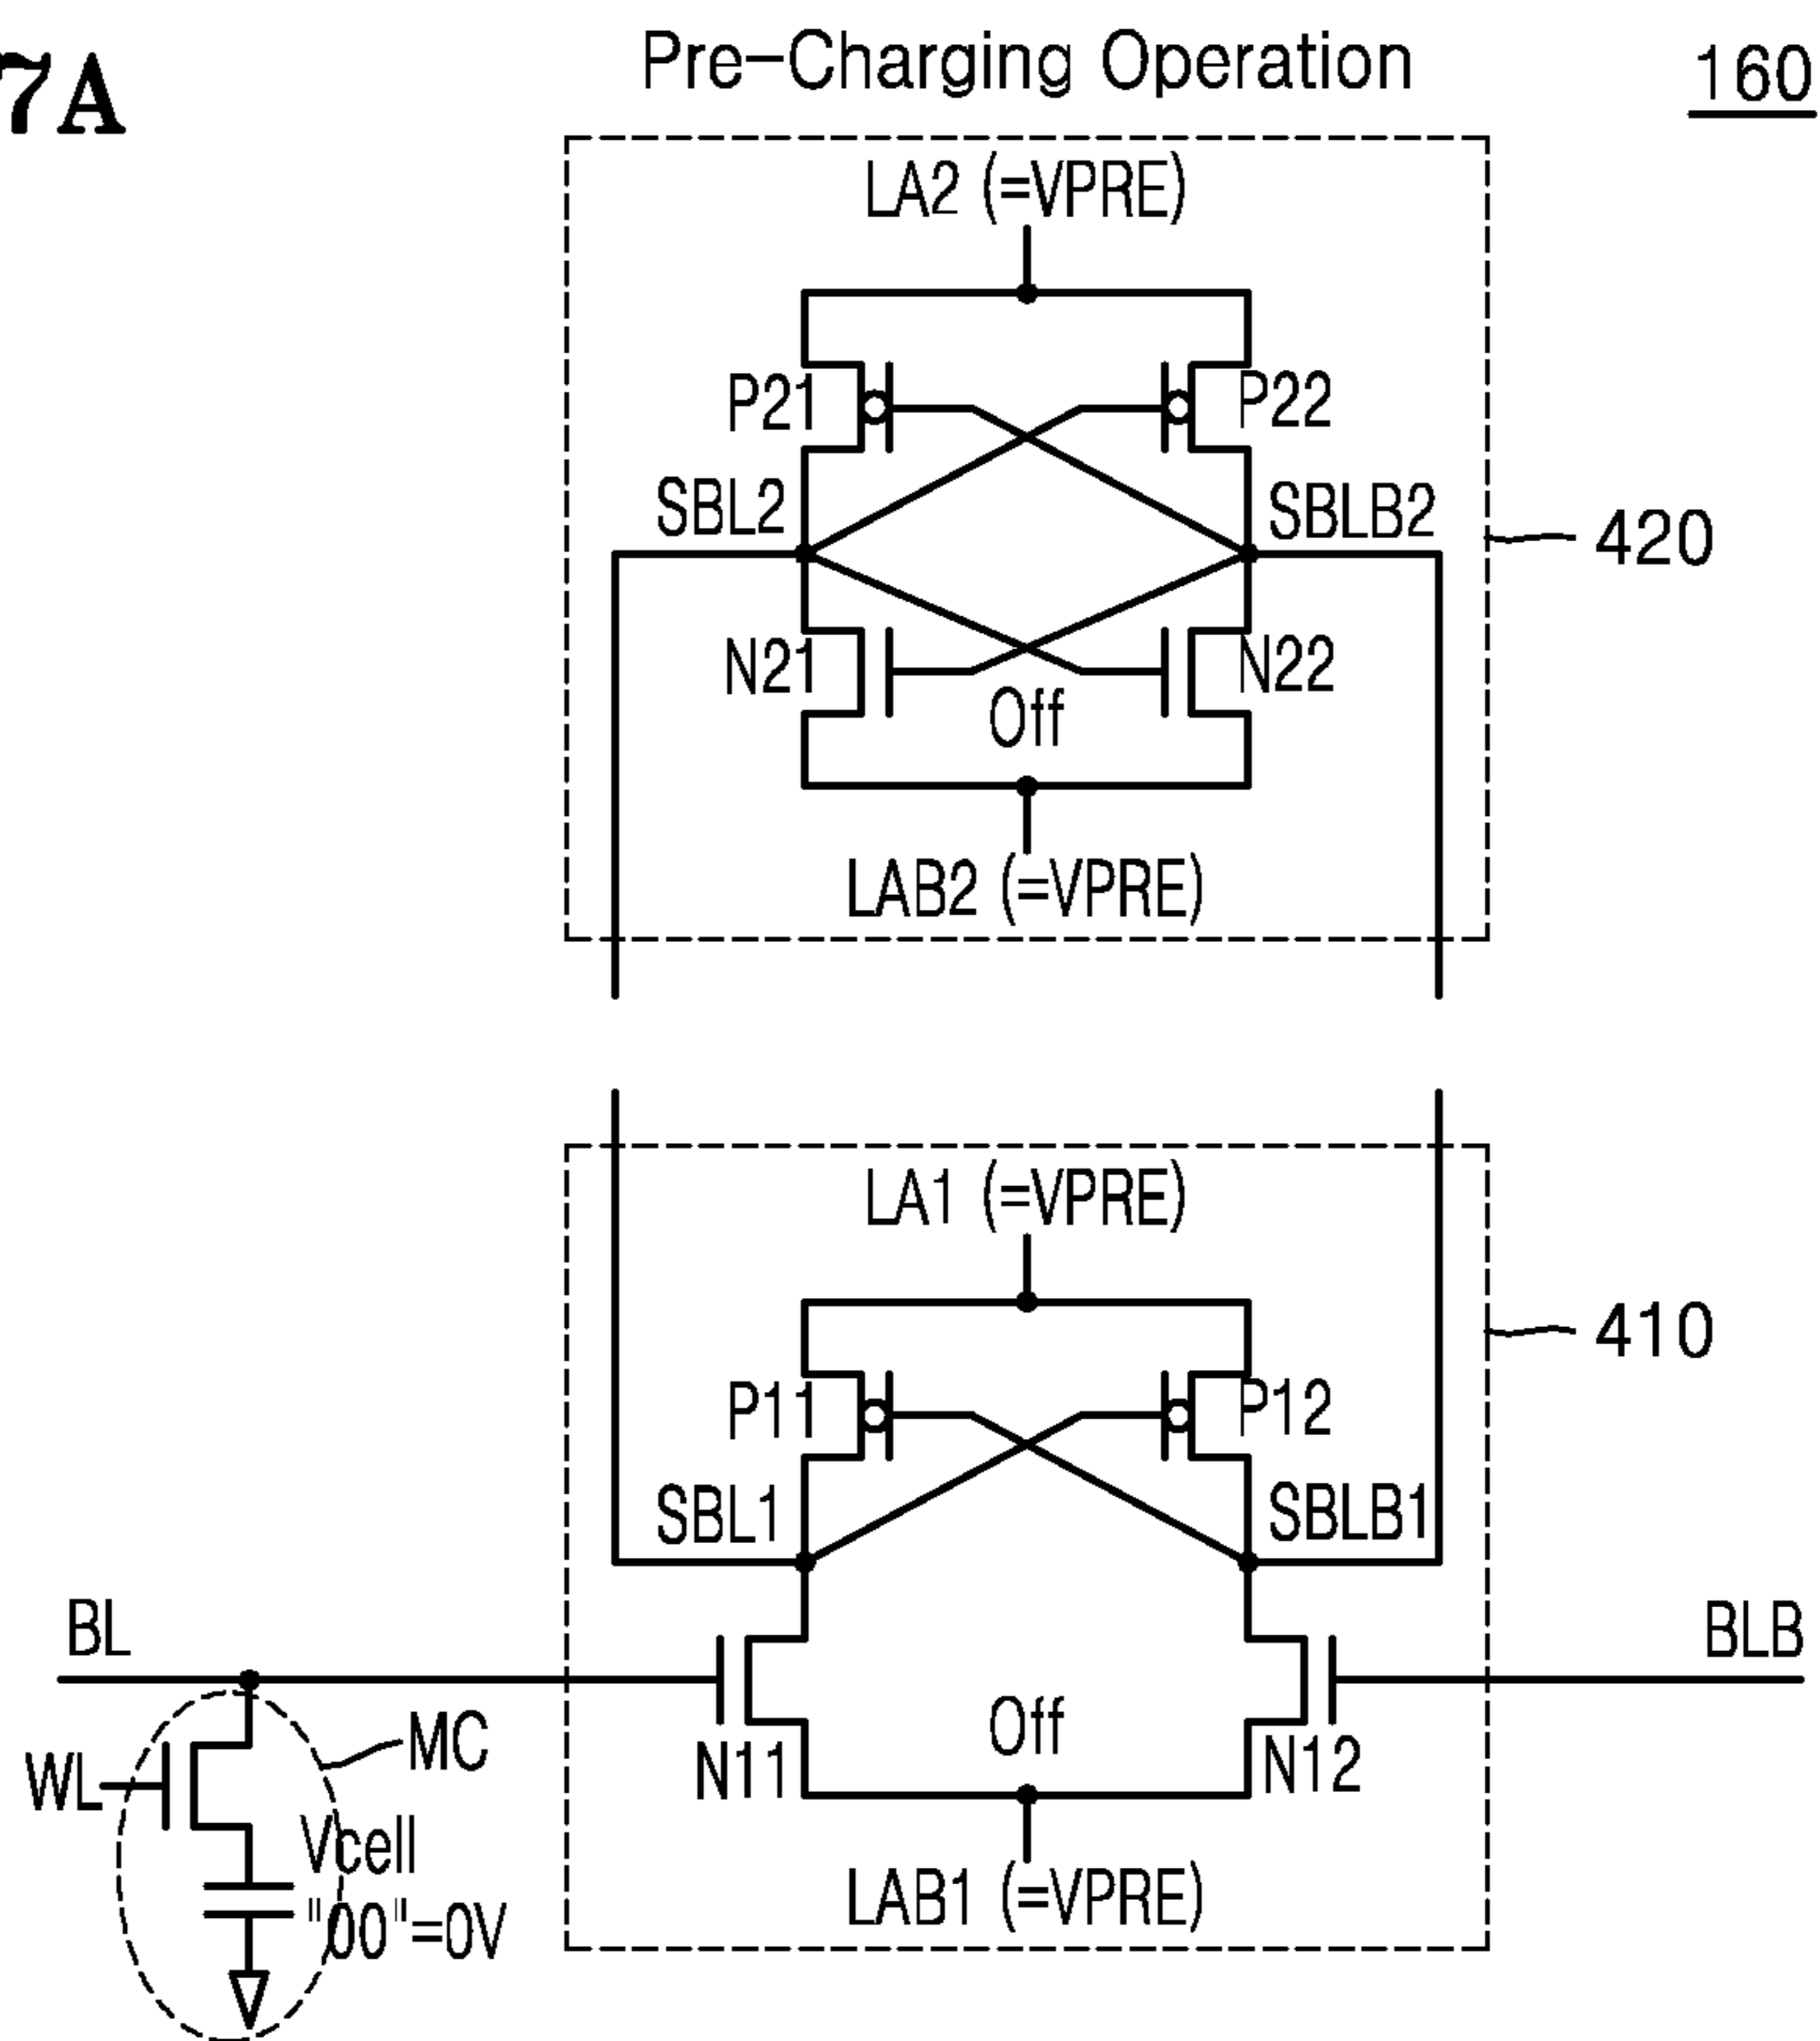 7A
Pre-Charging Operation
160
LA2 (=VPRE)
P21
P22
SBL2
SBLB2
420
N21
N22
Off
LAB2 (=VPRE)
LA1 (=VPRE)
410
P11
P12
SBL1
SBLB1
BL
BLB
Off
MC
WL
N11
N12
Vcell
"00"=0V
LAB1 (=VPRE)